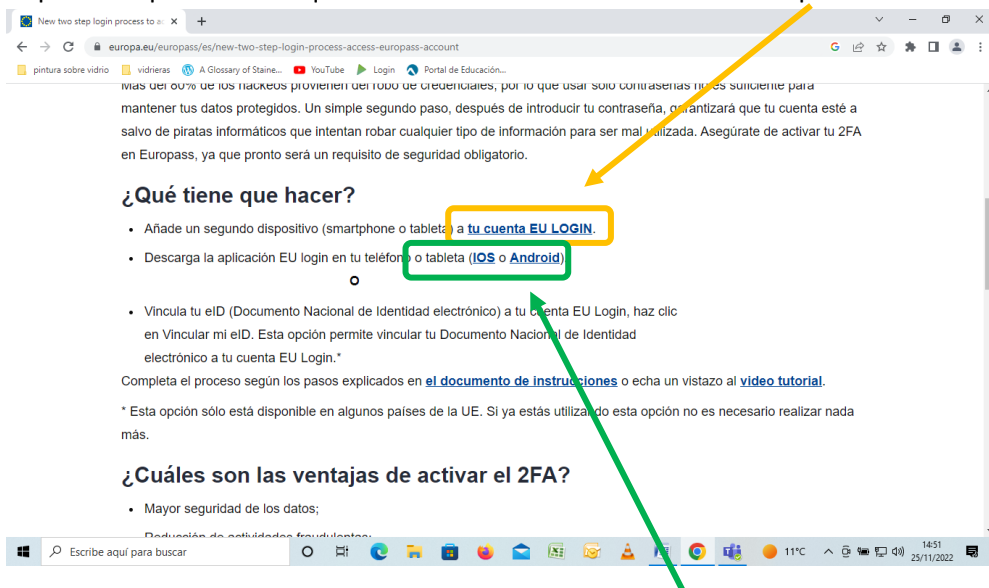 New two step login process to ac
europa.eu/europass/es/new-two-step-login-process-access-europass-account
pintura sobre vidrio vidrieras A Glossary of Staine... YouTube Login Portal de Educación...
Más del 80% de los hackeos provienen del robo de credenciales, por lo que usar solo contraseñas no es suficiente para
mantener tus datos protegidos. Un simple segundo paso, después de introducir tu contraseña, garantizará que tu cuenta esté a
salvo de piratas informáticos que intentan robar cualquier tipo de información para ser mal utilizada. Asegúrate de activar tu 2FA
en Europass, ya que pronto será un requisito de seguridad obligatorio.
¿Qué tiene que hacer?
• Añade un segundo dispositivo (smartphone o tableta) a tu cuenta EU LOGIN.
• Descarga la aplicación EU login en tu teléfono o tableta (IOS o Android)
o
• Vincula tu eID (Documento Nacional de Identidad electrónico) a tu cuenta EU Login, haz clic
en Vincular mi eID. Esta opción permite vincular tu Documento Nacional de Identidad
electrónico a tu cuenta EU Login.*
Completa el proceso según los pasos explicados en el documento de instrucciones o echa un vistazo al video tutorial.
* Esta opción sólo está disponible en algunos países de la UE. Si ya estás utilizando esta opción no es necesario realizar nada
más.
¿Cuáles son las ventajas de activar el 2FA?
• Mayor seguridad de los datos;
• Reducción de actividades fraudulentas;
Escribe aquí para buscar 11°C 14:51
25/11/2022